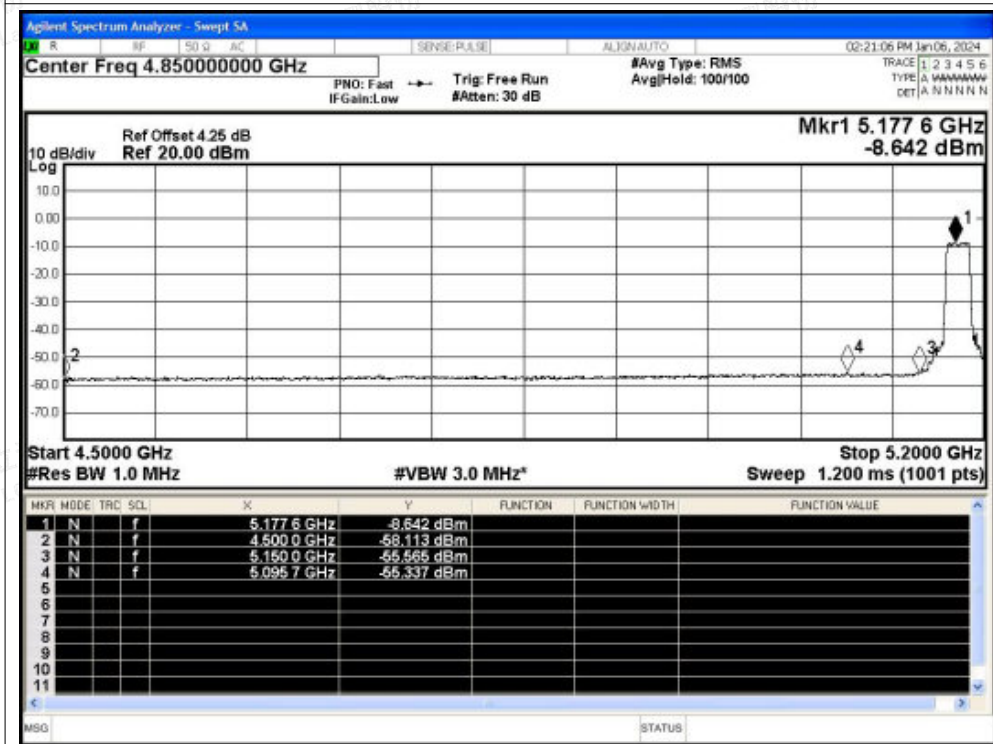 Agilent Spectrum Analyzer - Swept SA
R RF 50 Ω AC SENSE:PULSE ALIGN AUTO 02:21:06 PM Jan 06, 2024
Center Freq 4.850000000 GHz #Avg Type: RMS TRACE 1 2 3 4 5 6
PNO: Fast Trig: Free Run Avg|Hold: 100/100 TYPE A WWWWW
IFGain:Low #Atten: 30 dB DET A N N N N N
Mkr1 5.177 6 GHz
Ref Offset 4.25 dB
10 dB/div Ref 20.00 dBm -8.642 dBm
Log
10.0
0.00
1
-10.0
-20.0
-30.0
-40.0
-50.0 2 4 3
-60.0
-70.0
Start 4.5000 GHz Stop 5.2000 GHz
#Res BW 1.0 MHz #VBW 3.0 MHz* Sweep 1.200 ms (1001 pts)
MKR MODE TRC SCL X Y FUNCTION FUNCTION WIDTH FUNCTION VALUE
1 N f 5.177 6 GHz -8.642 dBm
2 N f 4.500 0 GHz -58.113 dBm
3 N f 5.150 0 GHz -55.565 dBm
4 N f 5.095 7 GHz -55.337 dBm
5
6
7
8
9
10
11
MSG STATUS